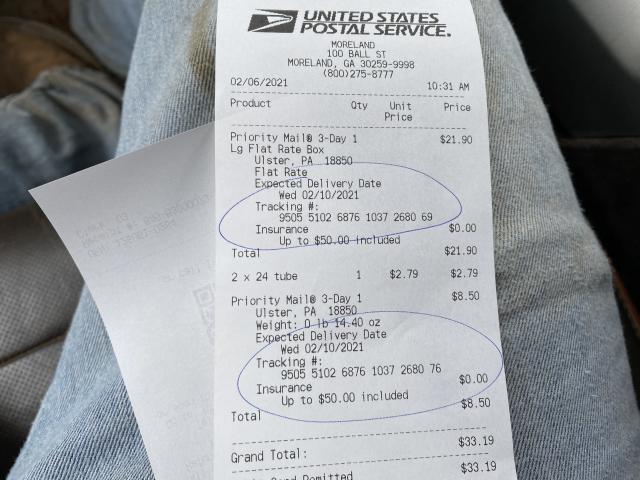 UNITED STATES
POSTAL SERVICE.
MORELAND
100 BALL ST
MORELAND, GA 30259-9998
(800)275-8777
02/06/2021 10:31 AM
Product Qty Unit Price
Price
Priority Mail® 3-Day 1 $21.90
Lg Flat Rate Box
Ulster, PA 18850
Flat Rate
Expected Delivery Date
Wed 02/10/2021
Tracking #:
9505 5102 6876 1037 2680 69
Insurance $0.00
Up to $50.00 included
Total $21.90
2 x 24 tube 1 $2.79 $2.79
Priority Mail® 3-Day 1 $8.50
Ulster, PA 18850
Weight: 0 lb 14.40 oz
Expected Delivery Date
Wed 02/10/2021
Tracking #:
9505 5102 6876 1037 2680 76
Insurance $0.00
Up to $50.00 included
Total $8.50
Grand Total: $33.19
$33.19